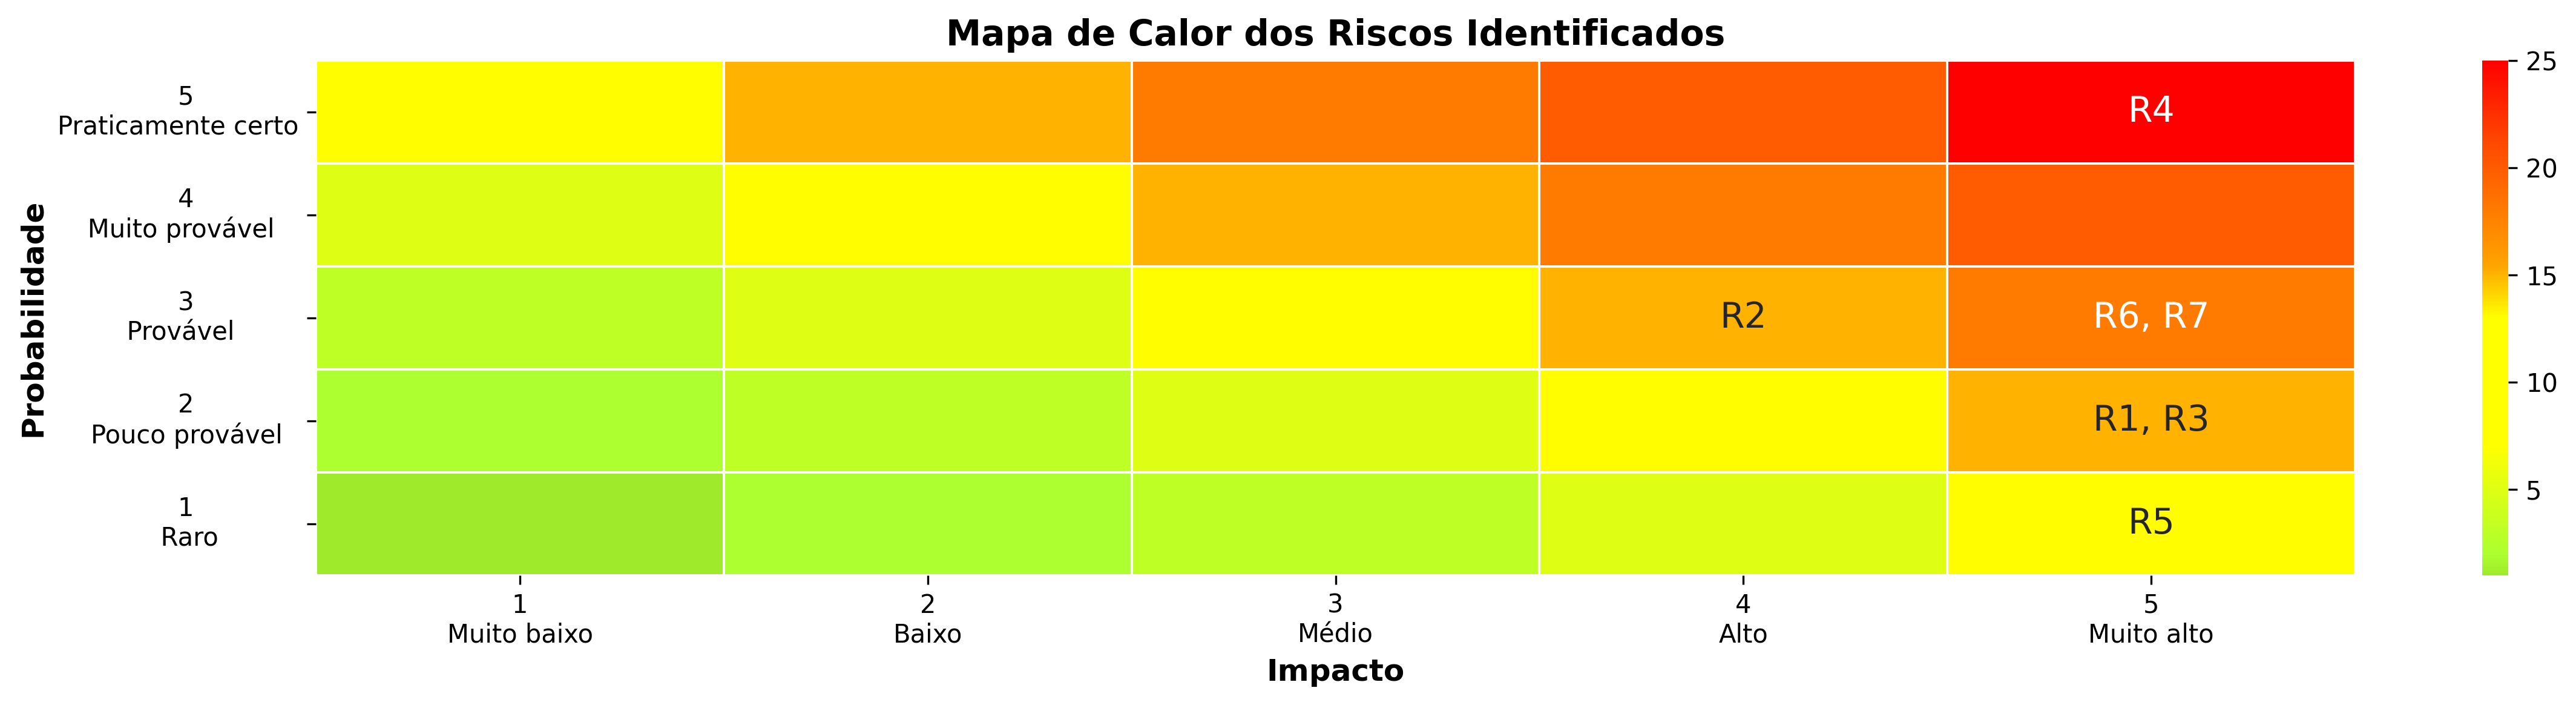 Mapa de Calor dos Riscos Identificados
Probabilidade
5
Praticamente certo
R4
4
Muito provável
3
Provável
R2
R6, R7
2
Pouco provável
R1, R3
1
Raro
R5
1
Muito baixo
2
Baixo
3
Médio
4
Alto
5
Muito alto
Impacto
25
20
15
10
5